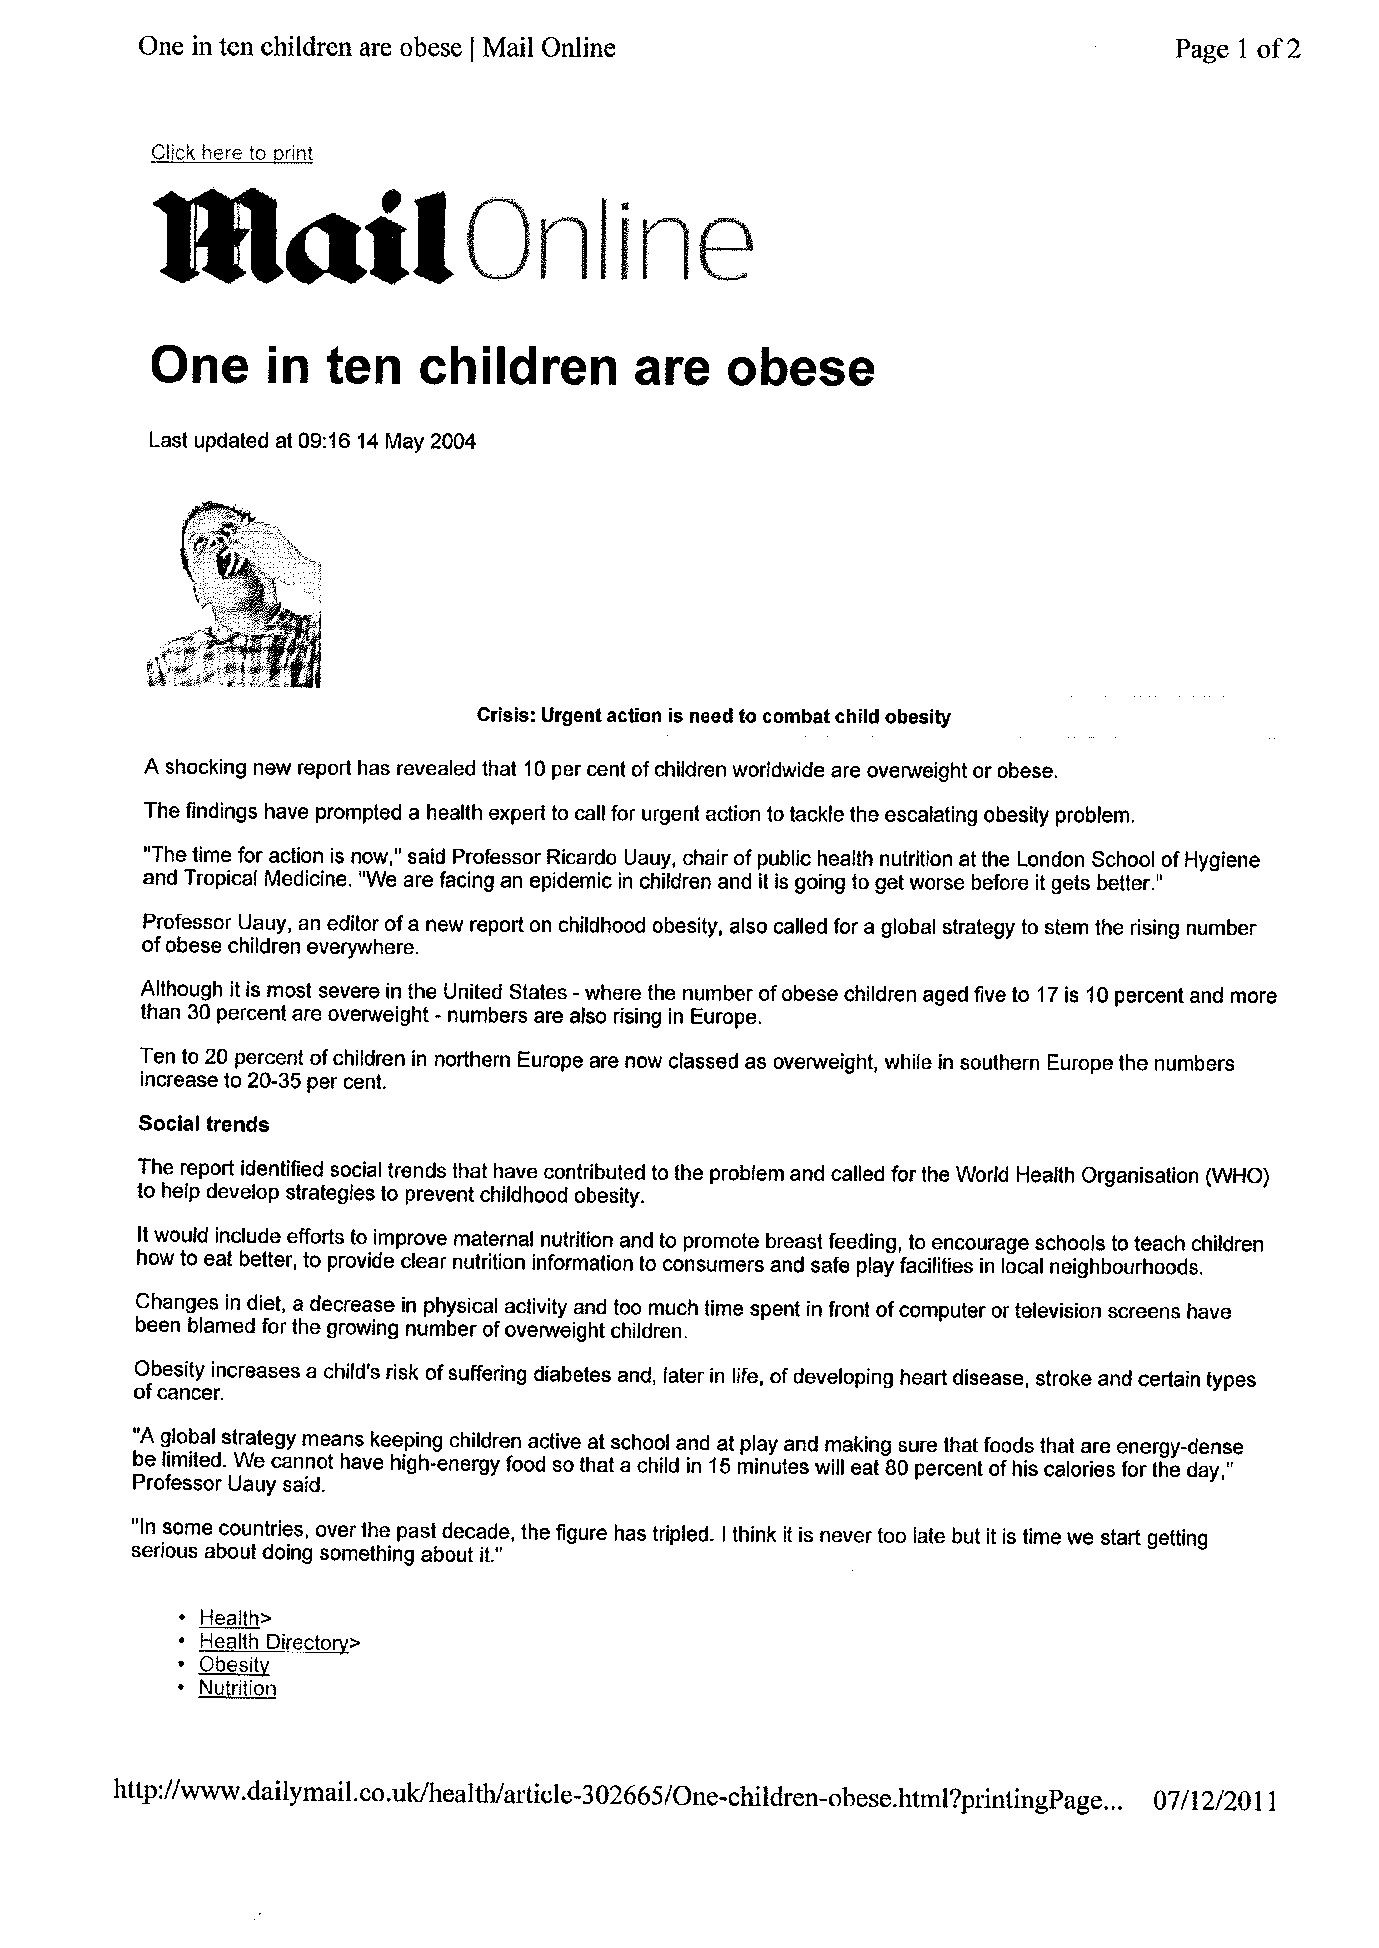 One in ten children are obese | Mail Online Page 1 of 2
Click here to print
Mail Online
One in ten children are obese
Last updated at 09:16 14 May 2004
Crisis: Urgent action is need to combat child obesity
A shocking new report has revealed that 10 per cent of children worldwide are overweight or obese.
The findings have prompted a health expert to call for urgent action to tackle the escalating obesity problem.
"The time for action is now," said Professor Ricardo Uauy, chair of public health nutrition at the London School of Hygiene
and Tropical Medicine. "We are facing an epidemic in children and it is going to get worse before it gets better."
Professor Uauy, an editor of a new report on childhood obesity, also called for a global strategy to stem the rising number
of obese children everywhere.
Although it is most severe in the United States - where the number of obese children aged five to 17 is 10 percent and more
than 30 percent are overweight - numbers are also rising in Europe.
Ten to 20 percent of children in northern Europe are now classed as overweight, while in southern Europe the numbers
increase to 20-35 per cent.
Social trends
The report identified social trends that have contributed to the problem and called for the World Health Organisation (WHO)
to help develop strategies to prevent childhood obesity.
It would include efforts to improve maternal nutrition and to promote breast feeding, to encourage schools to teach children
how to eat better, to provide clear nutrition information to consumers and safe play facilities in local neighbourhoods.
Changes in diet, a decrease in physical activity and too much time spent in front of computer or television screens have
been blamed for the growing number of overweight children.
Obesity increases a child's risk of suffering diabetes and, later in life, of developing heart disease, stroke and certain types
of cancer.
"A global strategy means keeping children active at school and at play and making sure that foods that are energy-dense
be limited. We cannot have high-energy food so that a child in 15 minutes will eat 80 percent of his calories for the day,"
Professor Uauy said.
"In some countries, over the past decade, the figure has tripled. I think it is never too late but it is time we start getting
serious about doing something about it."
• Health>
• Health Directory>
• Obesity
• Nutrition
http://www.dailymail.co.uk/health/article-302665/One-children-obese.html?printingPage... 07/12/2011